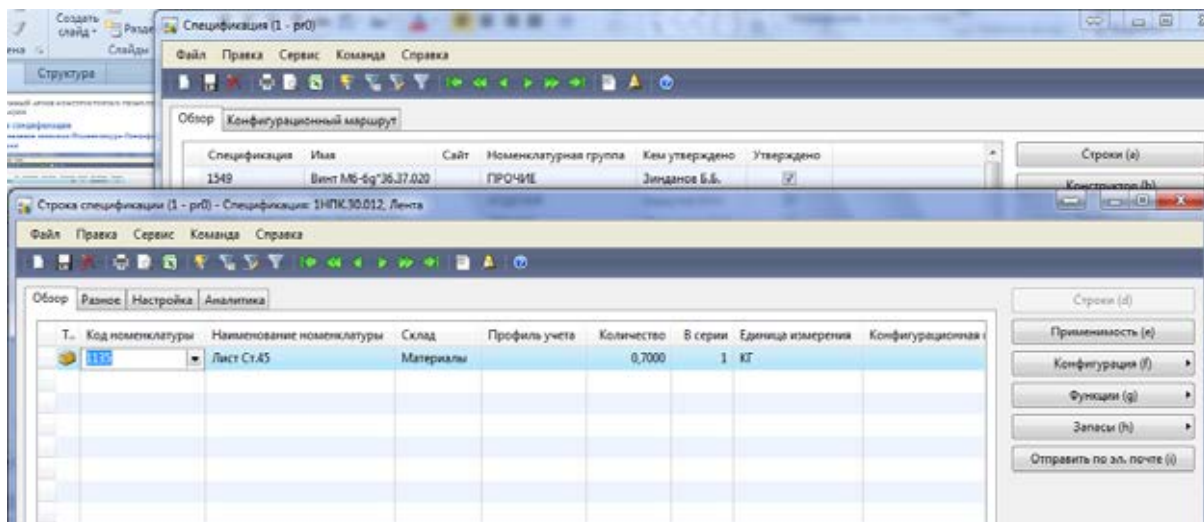 Создать слайд
Слайды
Структура
Спецификация (1 - pr0)
Файл Правка Сервис Команда Справка
Обзор Конфигурационный маршрут
Спецификация Имя Сайт Номенклатурная группа Кем утверждено Утверждено
1549 Винт М6-6g*36.37.020 ПРОЧИЕ Зинданов Б.Б.
Строки (a)
Конструктор (b)
Строка спецификации (1 - pr0) - Спецификация: 1НПК.30.012, Лента
Файл Правка Сервис Команда Справка
Обзор Разное Настройка Аналитика
Т.. Код номенклатуры Наименование номенклатуры Склад Профиль учета Количество В серии Единица измерения Конфигурационная
1135 Лист Ст.45 Материалы 0,7000 1 КГ
Строки (d)
Применимость (e)
Конфигурация (f)
Функции (g)
Запасы (h)
Отправить по эл. почте (i)